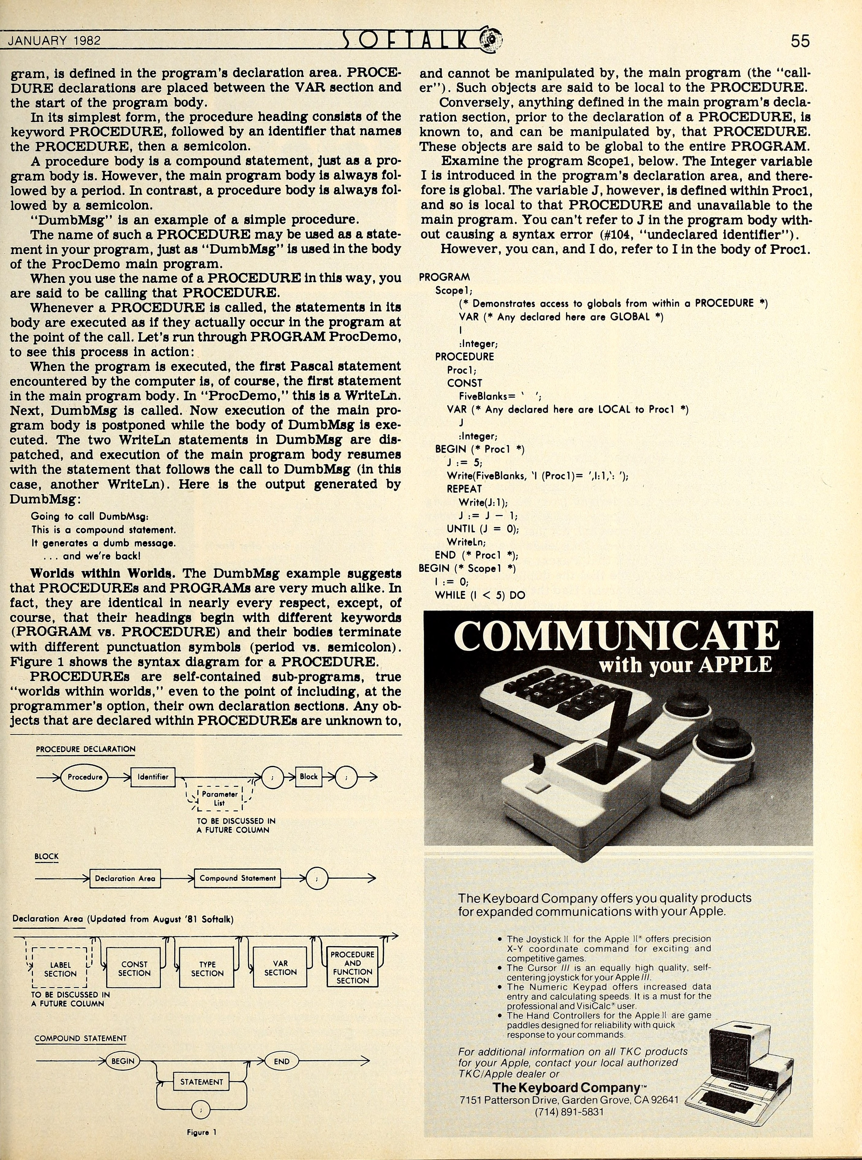 JANUARY 1982
SOFTALK
55
gram, is defined in the program's declaration area. PROCE-
DURE declarations are placed between the VAR section and
the start of the program body.
In its simplest form, the procedure heading consists of the
keyword PROCEDURE, followed by an identifier that names
the PROCEDURE, then a semicolon.
A procedure body is a compound statement, just as a pro-
gram body is. However, the main program body is always fol-
lowed by a period. In contrast, a procedure body is always fol-
lowed by a semicolon.
"DumbMsg" is an example of a simple procedure.
The name of such a PROCEDURE may be used as a state-
ment in your program, just as "DumbMsg" is used in the body
of the ProcDemo main program.
When you use the name of a PROCEDURE in this way, you
are said to be calling that PROCEDURE.
Whenever a PROCEDURE is called, the statements in its
body are executed as if they actually occur in the program at
the point of the call. Let's run through PROGRAM ProcDemo,
to see this process in action:
When the program is executed, the first Pascal statement
encountered by the computer is, of course, the first statement
in the main program body. In "ProcDemo," this is a WriteLn.
Next, DumbMsg is called. Now execution of the main pro-
gram body is postponed while the body of DumbMsg is exe-
cuted. The two WriteLn statements in DumbMsg are dis-
patched, and execution of the main program body resumes
with the statement that follows the call to DumbMsg (in this
case, another WriteLn). Here is the output generated by
DumbMsg:
Going to call DumbMsg:
This is a compound statement.
It generates a dumb message.
. . . and we're back!
Worlds within Worlds. The DumbMsg example suggests
that PROCEDUREs and PROGRAMs are very much alike. In
fact, they are identical in nearly every respect, except, of
course, that their headings begin with different keywords
(PROGRAM vs. PROCEDURE) and their bodies terminate
with different punctuation symbols (period vs. semicolon).
Figure 1 shows the syntax diagram for a PROCEDURE.
PROCEDUREs are self-contained sub-programs, true
"worlds within worlds," even to the point of including, at the
programmer's option, their own declaration sections. Any ob-
jects that are declared within PROCEDUREs are unknown to,
PROCEDURE DECLARATION
Procedure
Identifier
;
Block
;
Parameter
List
TO BE DISCUSSED IN
A FUTURE COLUMN
BLOCK
Declaration Area
Compound Statement
;
Declaration Area (Updated from August '81 Softalk)
LABEL
SECTION
CONST
SECTION
TYPE
SECTION
VAR
SECTION
PROCEDURE
AND
FUNCTION
SECTION
TO BE DISCUSSED IN
A FUTURE COLUMN
COMPOUND STATEMENT
BEGIN
END
STATEMENT
;
Figure 1
and cannot be manipulated by, the main program (the "call-
er"). Such objects are said to be local to the PROCEDURE.
Conversely, anything defined in the main program's decla-
ration section, prior to the declaration of a PROCEDURE, is
known to, and can be manipulated by, that PROCEDURE.
These objects are said to be global to the entire PROGRAM.
Examine the program Scope1, below. The Integer variable
I is introduced in the program's declaration area, and there-
fore is global. The variable J, however, is defined within Proc1,
and so is local to that PROCEDURE and unavailable to the
main program. You can't refer to J in the program body with-
out causing a syntax error (#104, "undeclared identifier").
However, you can, and I do, refer to I in the body of Proc1.
PROGRAM
Scope1;
(* Demonstrates access to globals from within a PROCEDURE *)
VAR (* Any declared here are GLOBAL *)
I
:Integer;
PROCEDURE
Proc1;
CONST
FiveBlanks= '     ';
VAR (* Any declared here are LOCAL to Proc1 *)
J
:Integer;
BEGIN (* Proc1 *)
J := 5;
Write(FiveBlanks, 'I (Proc1)= ',I:1,': ');
REPEAT
Write(J:1);
J := J — 1;
UNTIL (J = 0);
WriteLn;
END (* Proc1 *);
BEGIN (* Scope1 *)
I := 0;
WHILE (I < 5) DO
COMMUNICATE
with your APPLE
The Keyboard Company offers you quality products
for expanded communications with your Apple.
• The Joystick II for the Apple II® offers precision
X-Y coordinate command for exciting and
competitive games.
• The Cursor /// is an equally high quality, self-
centering joystick for your Apple ///.
• The Numeric Keypad offers increased data
entry and calculating speeds. It is a must for the
professional and VisiCalc® user.
• The Hand Controllers for the Apple II are game
paddles designed for reliability with quick
response to your commands.
For additional information on all TKC products
for your Apple, contact your local authorized
TKC/Apple dealer or
The Keyboard Company™
7151 Patterson Drive, Garden Grove, CA 92641
(714) 891-5831